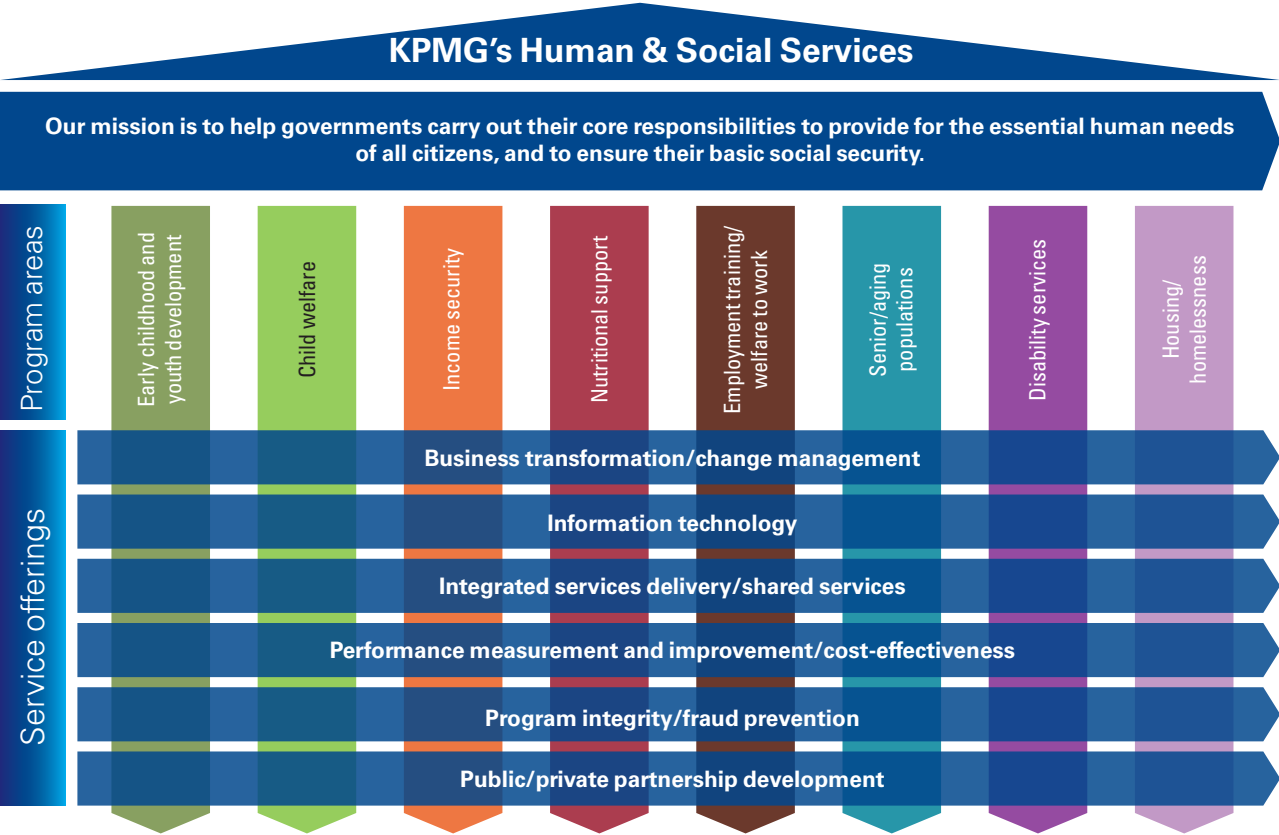 KPMG’s Human & Social Services
Our mission is to help governments carry out their core responsibilities to provide for the essential human needs
of all citizens, and to ensure their basic social security.
Program areas
Early childhood and
youth development
Child welfare
Income security
Nutritional support
Employment training/
welfare to work
Senior/aging
populations
Disability services
Housing/
homelessness
Service offerings
Business transformation/change management
Information technology
Integrated services delivery/shared services
Performance measurement and improvement/cost-effectiveness
Program integrity/fraud prevention
Public/private partnership development